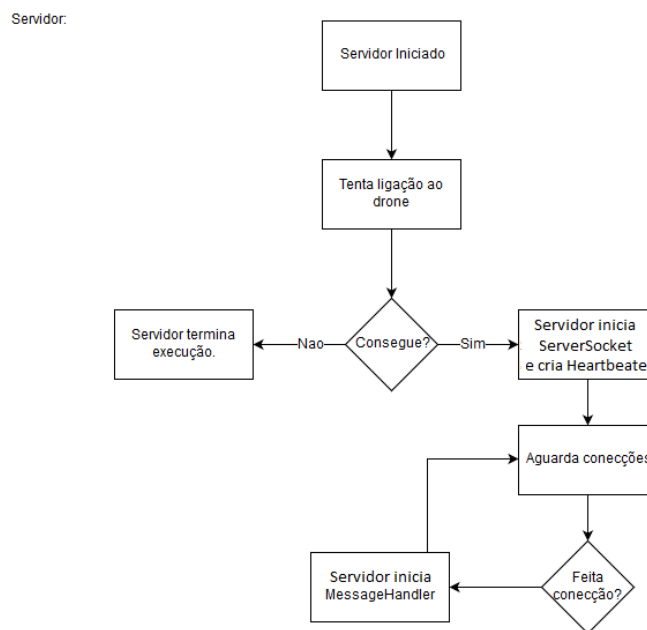 Servidor:
Servidor Iniciado
Tenta ligação ao
drone
Consegue?
Nao
Sim
Servidor termina
execução.
Servidor inicia
ServerSocket
e cria Heartbeate
Aguarda conecções
Feita
conecção?
Servidor inicia
MessageHandler